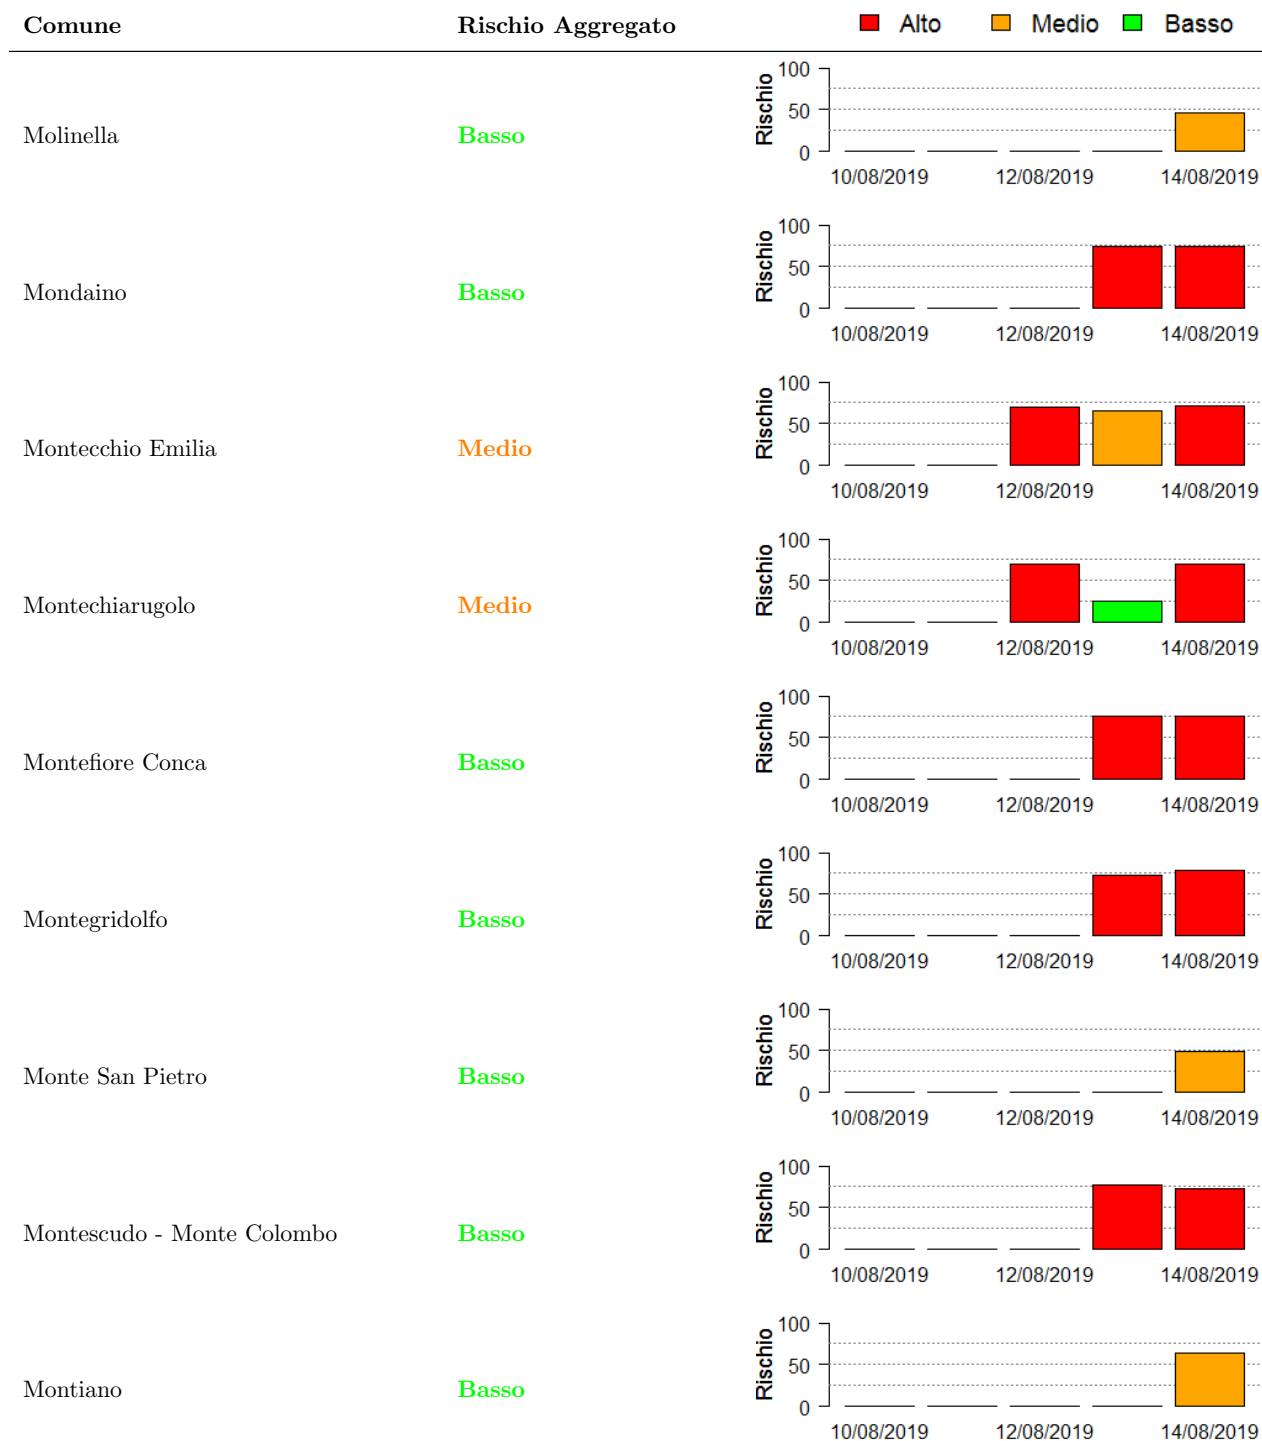 Comune Rischio Aggregato Alto Medio Basso
Molinella Basso Rischio 100 50 0
10/08/2019 12/08/2019 14/08/2019
Mondaino Basso Rischio 100 50 0
10/08/2019 12/08/2019 14/08/2019
Montecchio Emilia Medio Rischio 100 50 0
10/08/2019 12/08/2019 14/08/2019
Montechiarugolo Medio Rischio 100 50 0
10/08/2019 12/08/2019 14/08/2019
Montefiore Conca Basso Rischio 100 50 0
10/08/2019 12/08/2019 14/08/2019
Montegridolfo Basso Rischio 100 50 0
10/08/2019 12/08/2019 14/08/2019
Monte San Pietro Basso Rischio 100 50 0
10/08/2019 12/08/2019 14/08/2019
Montescudo - Monte Colombo Basso Rischio 100 50 0
10/08/2019 12/08/2019 14/08/2019
Montiano Basso Rischio 100 50 0
10/08/2019 12/08/2019 14/08/2019